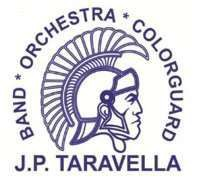 BAND * ORCHESTRA * COLORGUARD
J.P. TARAVELLA